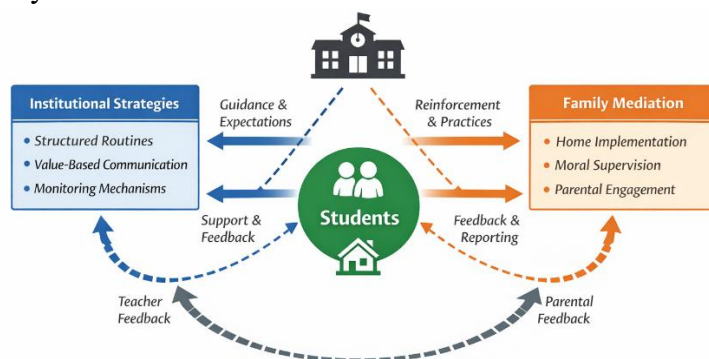 Institutional Strategies
• Structured Routines
• Value-Based Communication
• Monitoring Mechanisms
Guidance &
Expectations
Support &
Feedback
Students
Reinforcement
& Practices
Feedback &
Reporting
Family Mediation
• Home Implementation
• Moral Supervision
• Parental Engagement
Teacher
Feedback
Parental
Feedback